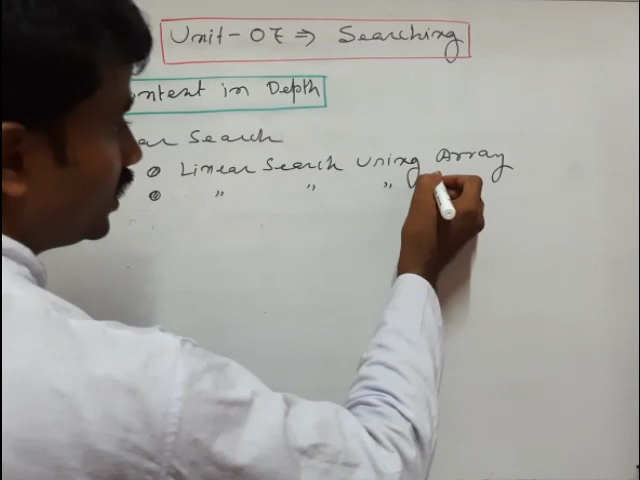 Unit-07 ⇒ Searching
ntent in Depth
ar Search
Linear Search Using Array
" " "